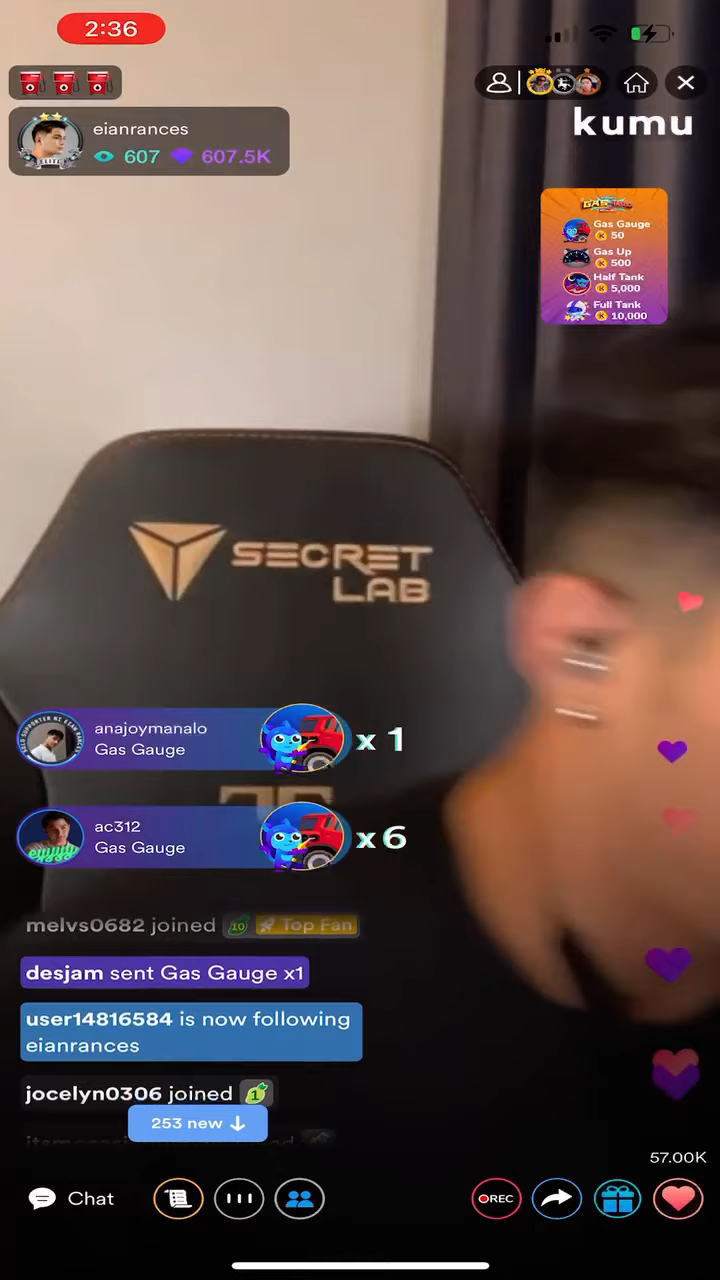 2:36
eianrances
607 607.5K
ELITE
kumu
Gas Gauge
50
Gas Up
500
Half Tank
5,000
Full Tank
10,000
SECRET
LAB
anajoymanalo
Gas Gauge
x 1
ac312
Gas Gauge
x 6
melvs0682 joined 10 Top Fan
desjam sent Gas Gauge x1
user14816584 is now following
eianrances
jocelyn0306 joined 1
253 new
57.00K
Chat
REC